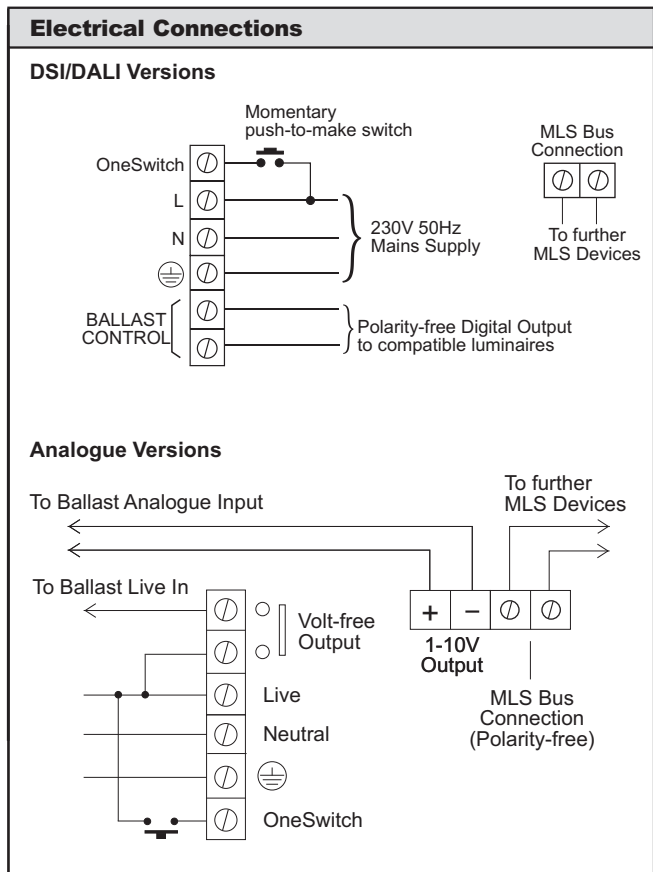 Electrical Connections
DSI/DALI Versions
Momentary
push-to-make switch
OneSwitch
L
N
BALLAST
CONTROL
230V 50Hz
Mains Supply
Polarity-free Digital Output
to compatible luminaires
MLS Bus
Connection
To further
MLS Devices
Analogue Versions
To Ballast Analogue Input
To further
MLS Devices
To Ballast Live In
Volt-free
Output
Live
Neutral
OneSwitch
+ –
1-10V
Output
MLS Bus
Connection
(Polarity-free)